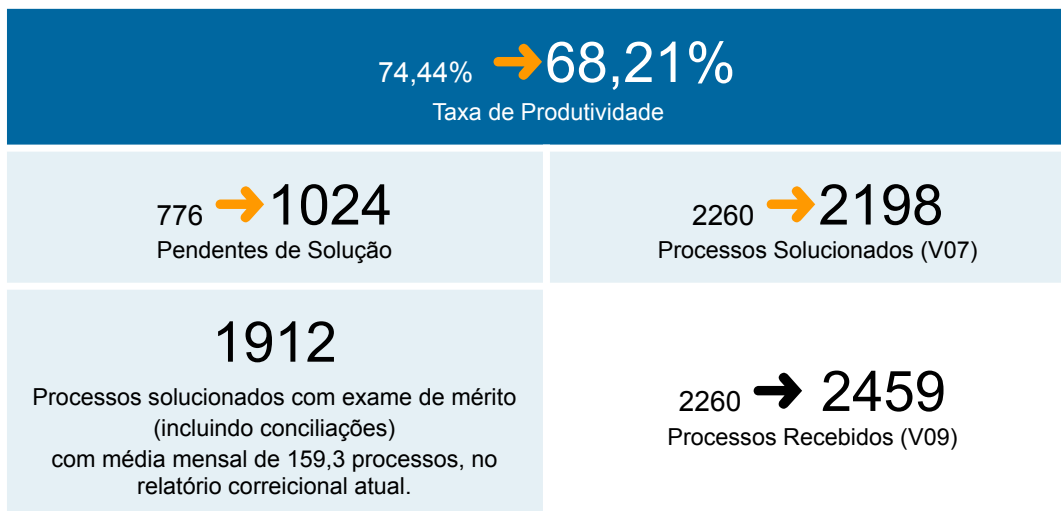 74,44% ➔ 68,21%
Taxa de Produtividade
776 ➔ 1024
Pendentes de Solução
2260 ➔ 2198
Processos Solucionados (V07)
1912
Processos solucionados com exame de mérito
(incluindo conciliações)
com média mensal de 159,3 processos, no
relatório correicional atual.
2260 ➔ 2459
Processos Recebidos (V09)